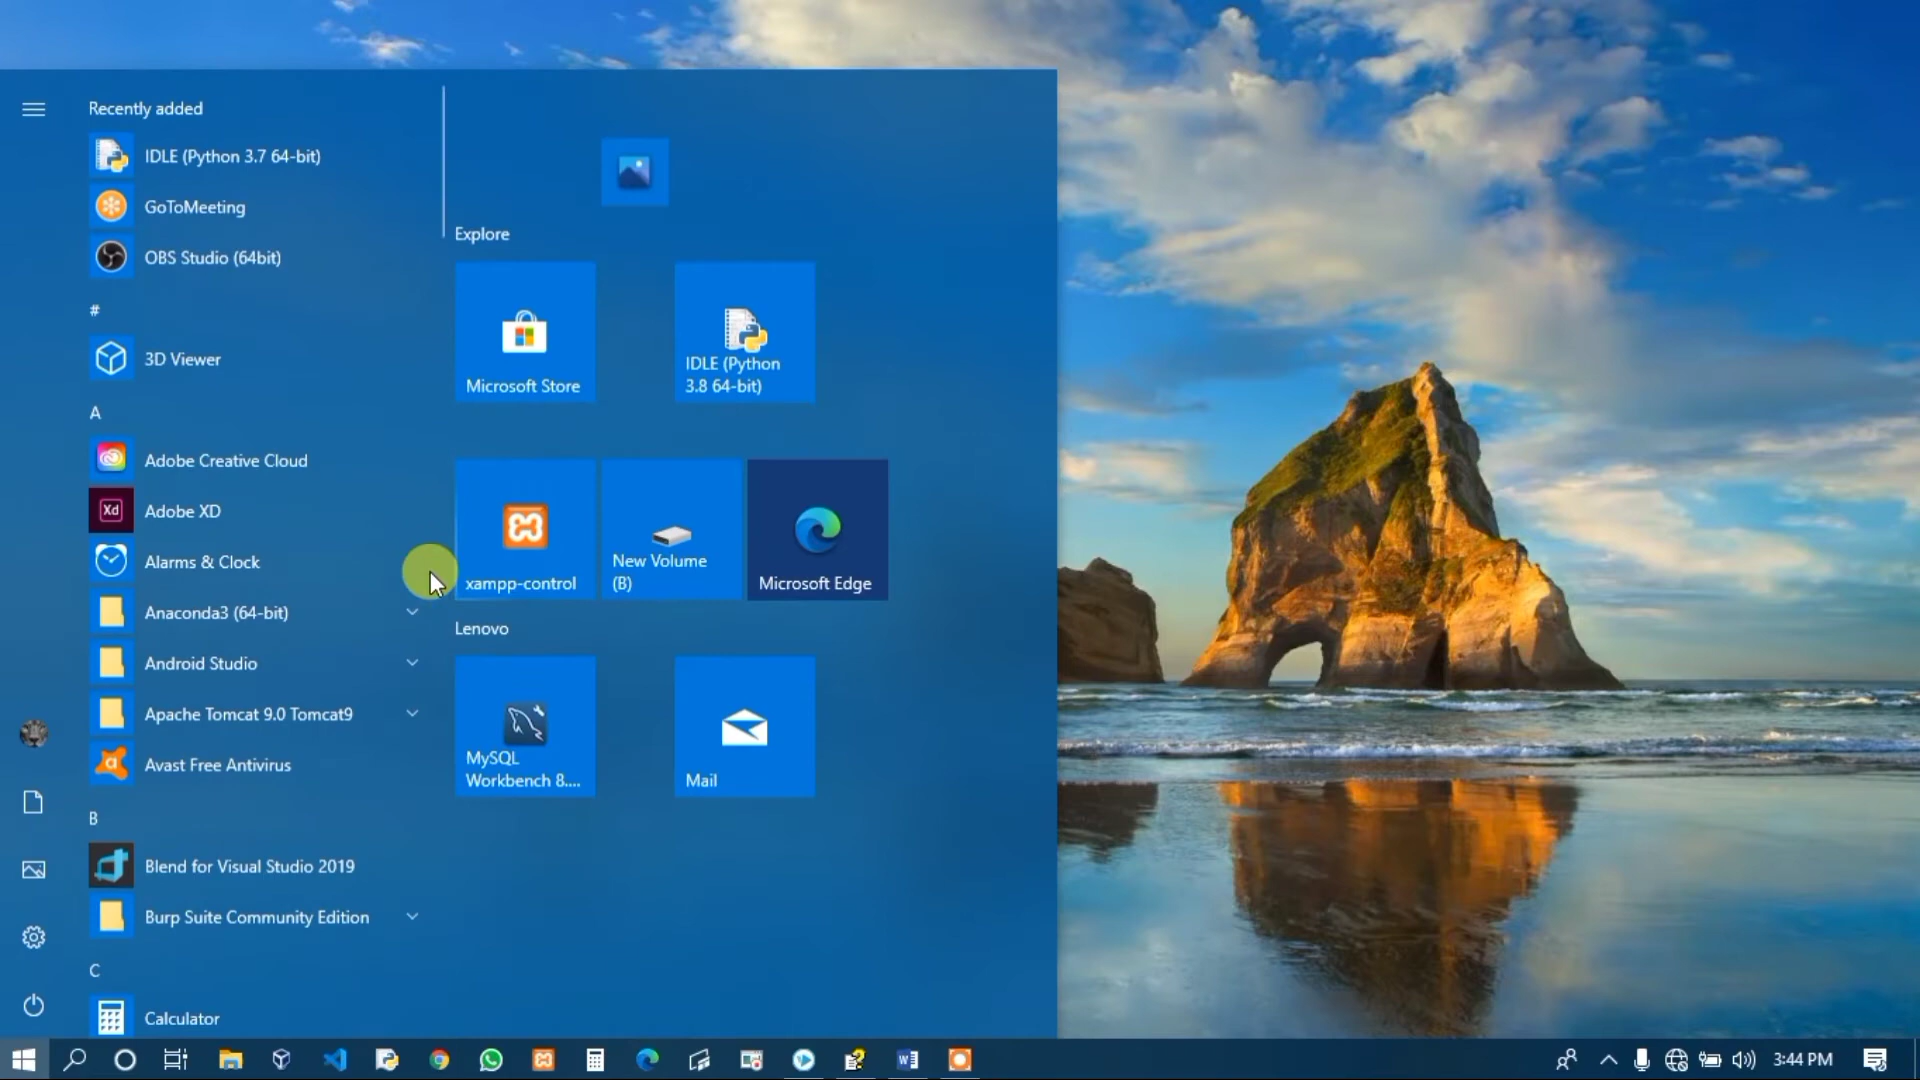 Recently added
IDLE (Python 3.7 64-bit)
GoToMeeting
OBS Studio (64bit)
#
3D Viewer
A
Adobe Creative Cloud
Xd
Adobe XD
Alarms & Clock
Anaconda3 (64-bit)
Android Studio
Apache Tomcat 9.0 Tomcat9
Avast Free Antivirus
B
Blend for Visual Studio 2019
Burp Suite Community Edition
C
Calculator
Explore
Microsoft Store
IDLE (Python
3.8 64-bit)
xampp-control
New Volume
(B)
Microsoft Edge
Lenovo
MySQL
Workbench 8....
Mail
3:44 PM